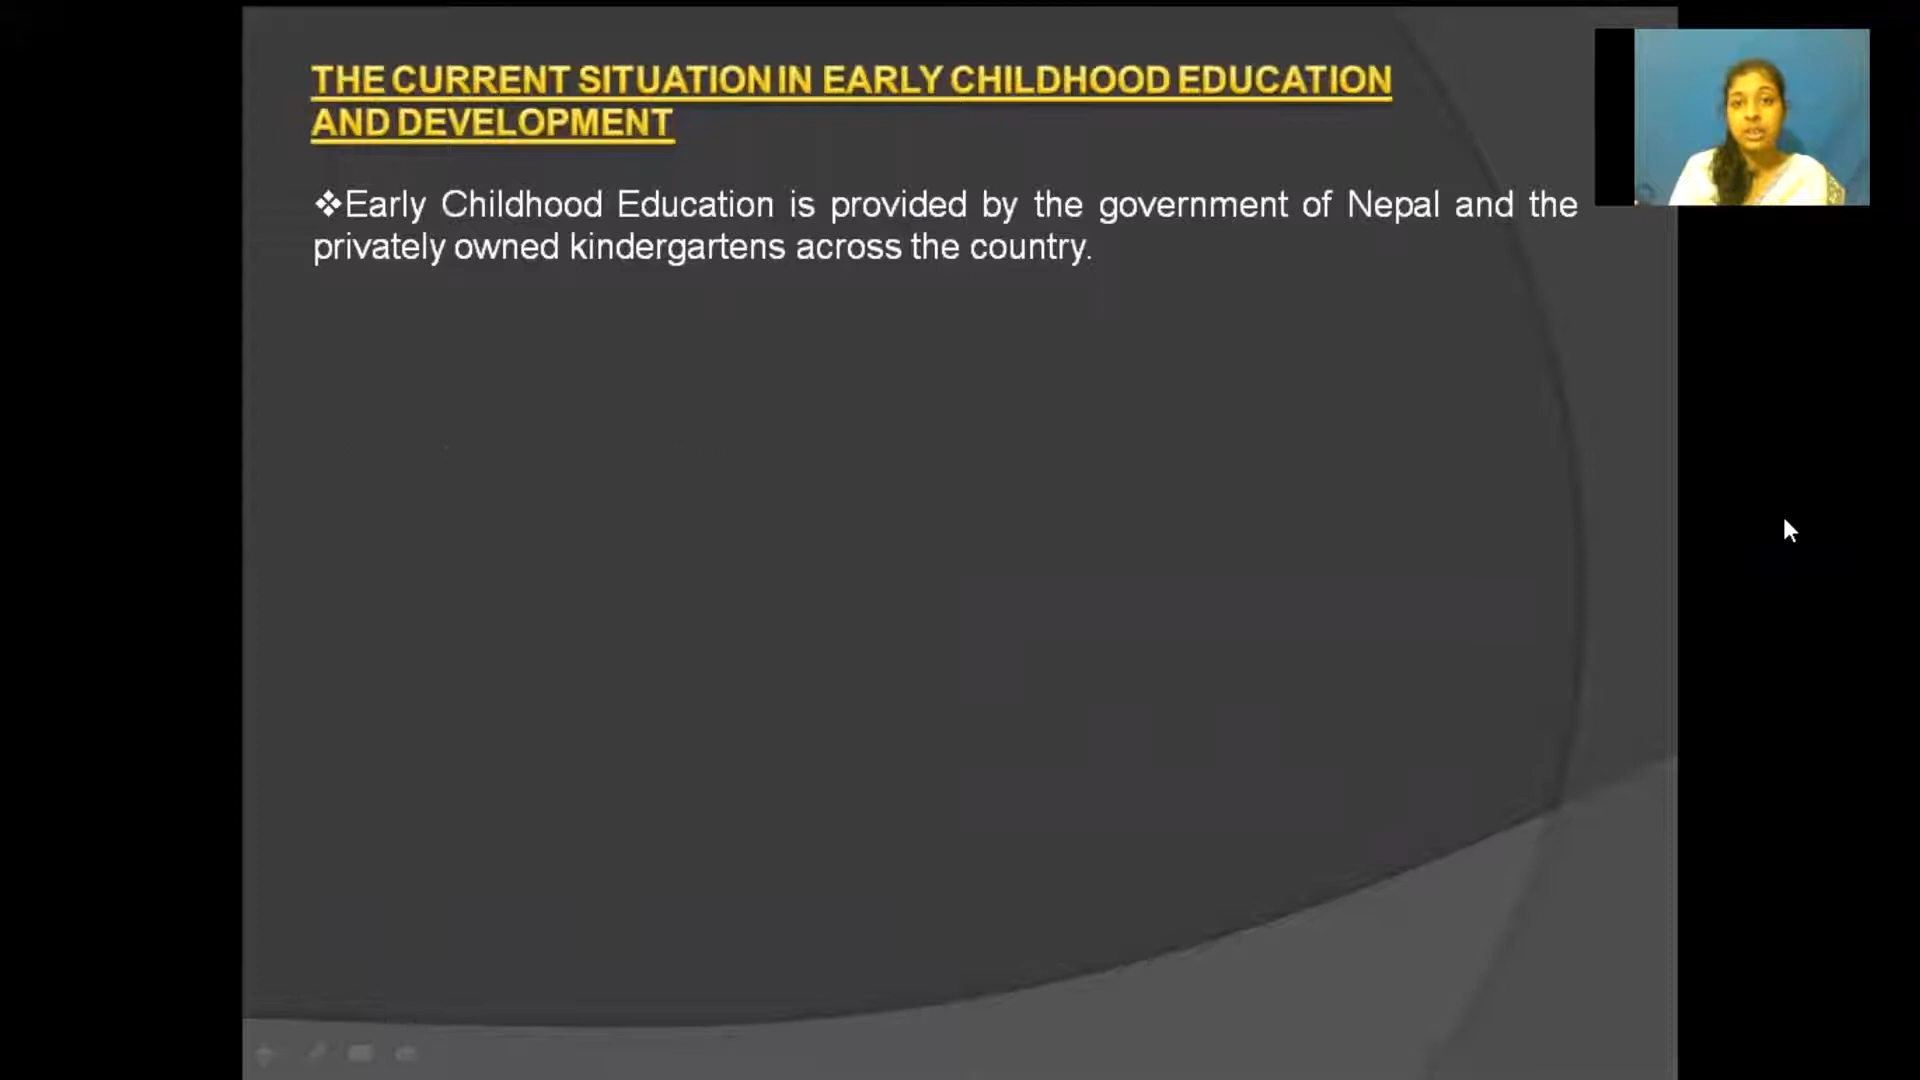 THE CURRENT SITUATION IN EARLY CHILDHOOD EDUCATION
AND DEVELOPMENT
❖Early Childhood Education is provided by the government of Nepal and the
privately owned kindergartens across the country.